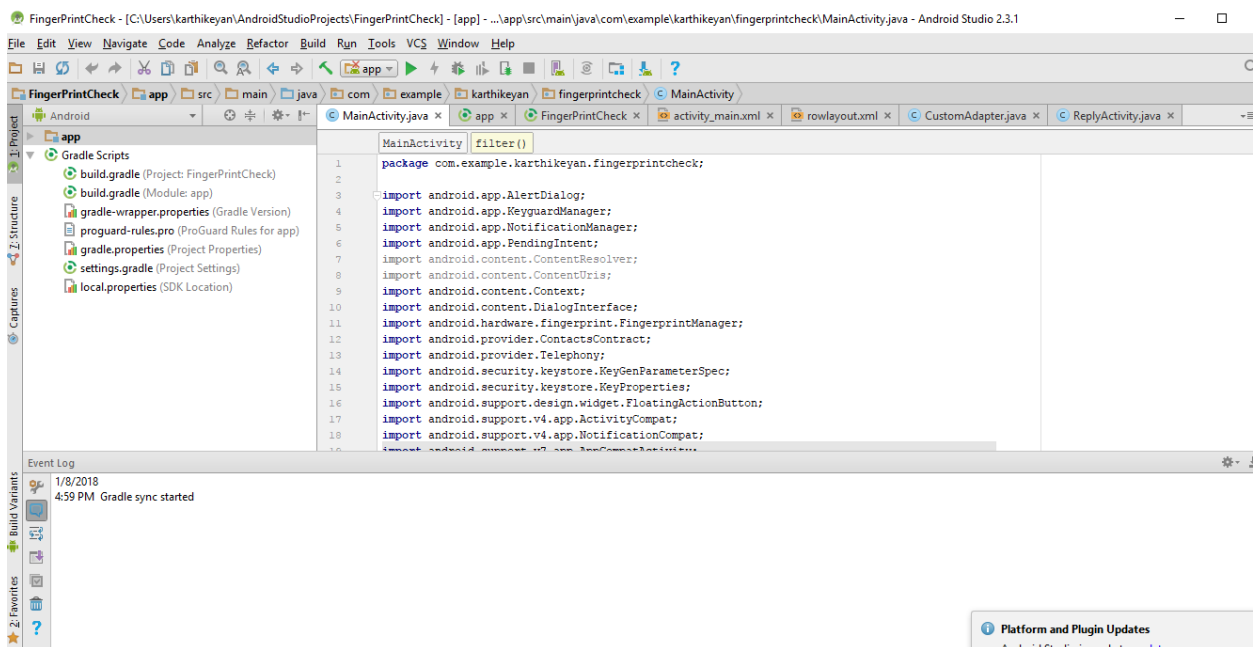 FingerPrintCheck - [C:\Users\karthikeyan\AndroidStudioProjects\FingerPrintCheck] - [app] - ...\app\src\main\java\com\example\karthikeyan\fingerprintcheck\MainActivity.java - Android Studio 2.3.1
File Edit View Navigate Code Analyze Refactor Build Run Tools VCS Window Help
app
FingerPrintCheck app src main java com example karthikeyan fingerprintcheck MainActivity
Android
MainActivity.java × app × FingerPrintCheck × activity_main.xml × rowlayout.xml × CustomAdapter.java × ReplyActivity.java ×
1: Project
Z: Structure
Captures
Build Variants
2: Favorites
app
Gradle Scripts
build.gradle (Project: FingerPrintCheck)
build.gradle (Module: app)
gradle-wrapper.properties (Gradle Version)
proguard-rules.pro (ProGuard Rules for app)
gradle.properties (Project Properties)
settings.gradle (Project Settings)
local.properties (SDK Location)
MainActivity filter()
1 package com.example.karthikeyan.fingerprintcheck;
2
3 import android.app.AlertDialog;
4 import android.app.KeyguardManager;
5 import android.app.NotificationManager;
6 import android.app.PendingIntent;
7 import android.content.ContentResolver;
8 import android.content.ContentUris;
9 import android.content.Context;
10 import android.content.DialogInterface;
11 import android.hardware.fingerprint.FingerprintManager;
12 import android.provider.ContactsContract;
13 import android.provider.Telephony;
14 import android.security.keystore.KeyGenParameterSpec;
15 import android.security.keystore.KeyProperties;
16 import android.support.design.widget.FloatingActionButton;
17 import android.support.v4.app.ActivityCompat;
18 import android.support.v4.app.NotificationCompat;
19 import android.support.v7.app.AppCompatActivity;
Event Log
1/8/2018
4:59 PM Gradle sync started
Platform and Plugin Updates